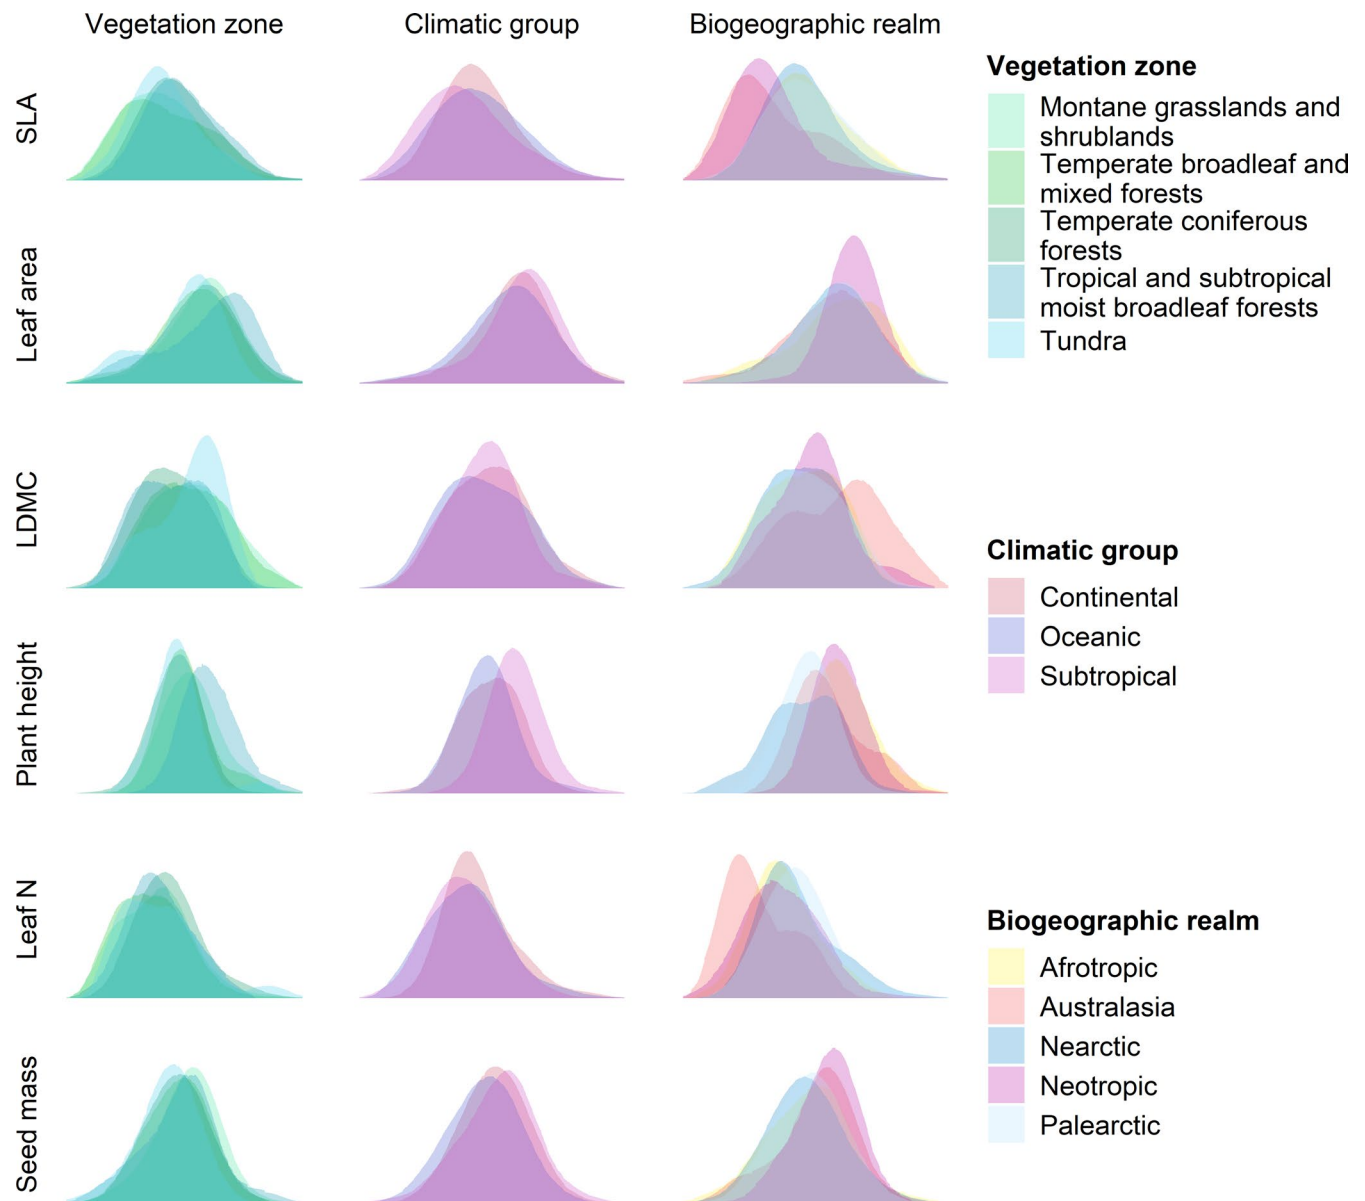 Vegetation zone
Climatic group
Biogeographic realm
SLA
Leaf area
LDMC
Plant height
Leaf N
Seed mass
Vegetation zone
Montane grasslands and
shrublands
Temperate broadleaf and
mixed forests
Temperate coniferous
forests
Tropical and subtropical
moist broadleaf forests
Tundra
Climatic group
Continental
Oceanic
Subtropical
Biogeographic realm
Afrotropic
Australasia
Nearctic
Neotropic
Palearctic